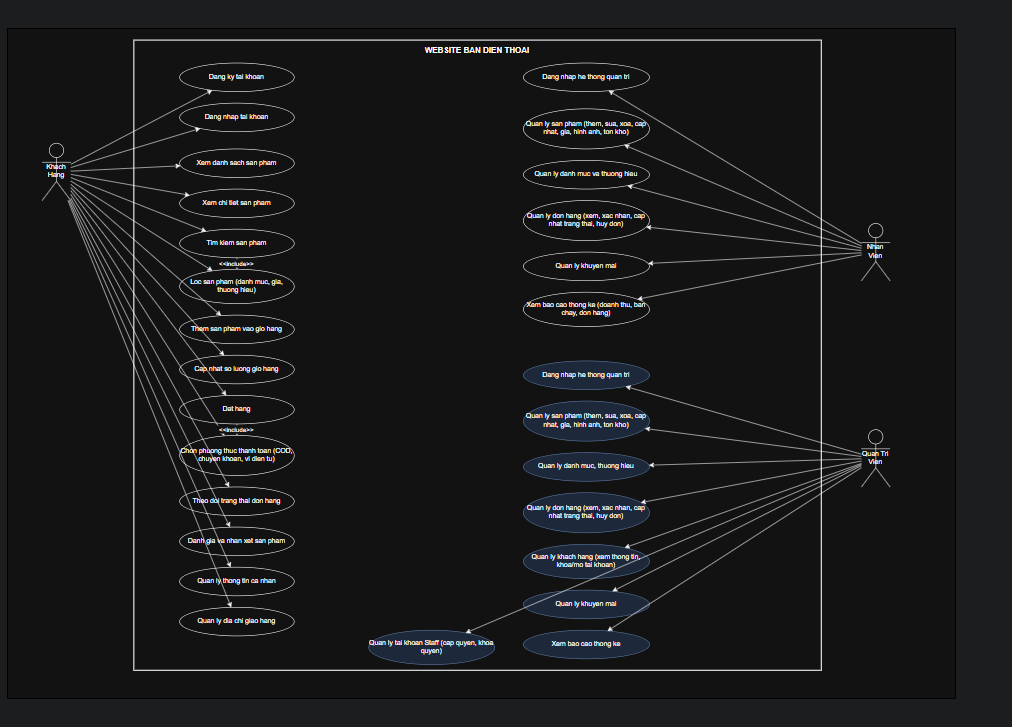 WEBSITE BAN DIEN THOAI
Khach
Hang
Dang ky tai khoan
Dang nhap tai khoan
Xem danh sach san pham
Xem chi tiet san pham
Tim kiem san pham
<<include>>
Loc san pham (danh muc, gia,
thuong hieu)
Them san pham vao gio hang
Cap nhat so luong gio hang
Dat hang
<<include>>
Chon phuong thuc thanh toan (COD,
chuyen khoan, vi dien tu)
Theo doi trang thai don hang
Danh gia va nhan xet san pham
Quan ly thong tin ca nhan
Quan ly dia chi giao hang
Dang nhap he thong quan tri
Quan ly san pham (them, sua, xoa, cap
nhat, gia, hinh anh, ton kho)
Quan ly danh muc va thuong hieu
Quan ly don hang (xem, xac nhan, cap
nhat trang thai, huy don)
Quan ly khuyen mai
Xem bao cao thong ke (doanh thu, ban
chay, don hang)
Nhan
Vien
Dang nhap he thong quan tri
Quan ly san pham (them, sua, xoa, cap
nhat, gia, hinh anh, ton kho)
Quan ly danh muc, thuong hieu
Quan ly don hang (xem, xac nhan, cap
nhat trang thai, huy don)
Quan ly khach hang (xem thong tin,
khoa/mo tai khoan)
Quan ly khuyen mai
Xem bao cao thong ke
Quan ly tai khoan Staff (cap quyen, khoa
quyen)
Quan Tri
Vien